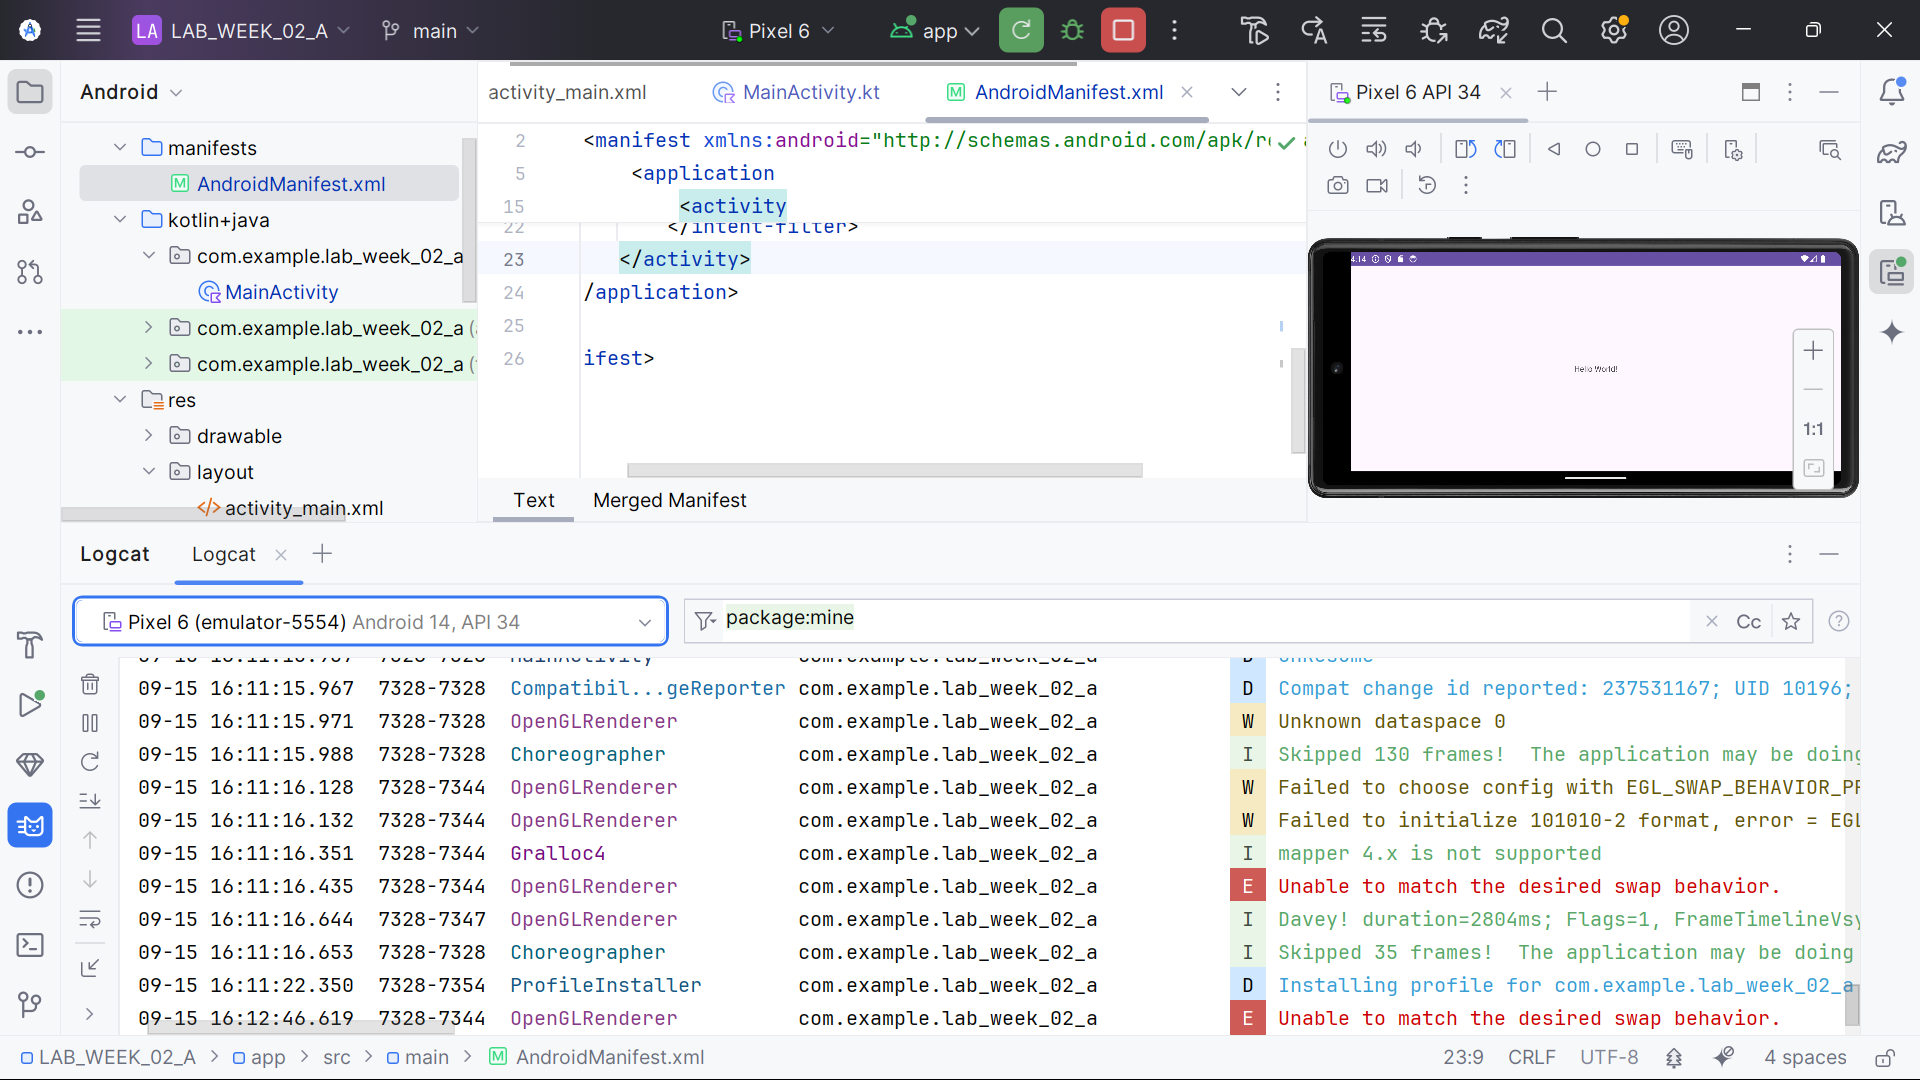 LA LAB_WEEK_02_A main Pixel 6 app
Android
manifests
AndroidManifest.xml
kotlin+java
com.example.lab_week_02_a
MainActivity
com.example.lab_week_02_a
com.example.lab_week_02_a
res
drawable
layout
activity_main.xml
activity_main.xml MainActivity.kt AndroidManifest.xml
2 <manifest xmlns:android="http://schemas.android.com/apk/r
5 <application
15 <activity
22 </intent-filter>
23 </activity>
24 /application>
25
26 ifest>
Text Merged Manifest
Pixel 6 API 34
4:14
Hello World!
1:1
Logcat Logcat
Pixel 6 (emulator-5554) Android 14, API 34 package:mine Cc
MainActivity com.example.lab_week_02_a D onResume
09-15 16:11:15.967 7328-7328 Compatibil...geReporter com.example.lab_week_02_a D Compat change id reported: 237531167; UID 10196;
09-15 16:11:15.971 7328-7328 OpenGLRenderer com.example.lab_week_02_a W Unknown dataspace 0
09-15 16:11:15.988 7328-7328 Choreographer com.example.lab_week_02_a I Skipped 130 frames! The application may be doing
09-15 16:11:16.128 7328-7344 OpenGLRenderer com.example.lab_week_02_a W Failed to choose config with EGL_SWAP_BEHAVIOR_PR
09-15 16:11:16.132 7328-7344 OpenGLRenderer com.example.lab_week_02_a W Failed to initialize 101010-2 format, error = EGL
09-15 16:11:16.351 7328-7344 Gralloc4 com.example.lab_week_02_a I mapper 4.x is not supported
09-15 16:11:16.435 7328-7344 OpenGLRenderer com.example.lab_week_02_a E Unable to match the desired swap behavior.
09-15 16:11:16.644 7328-7347 OpenGLRenderer com.example.lab_week_02_a I Davey! duration=2804ms; Flags=1, FrameTimelineVsy
09-15 16:11:16.653 7328-7328 Choreographer com.example.lab_week_02_a I Skipped 35 frames! The application may be doing
09-15 16:11:22.350 7328-7354 ProfileInstaller com.example.lab_week_02_a D Installing profile for com.example.lab_week_02_a
09-15 16:12:46.619 7328-7344 OpenGLRenderer com.example.lab_week_02_a E Unable to match the desired swap behavior.
LAB_WEEK_02_A > app > src > main > AndroidManifest.xml 23:9 CRLF UTF-8 4 spaces